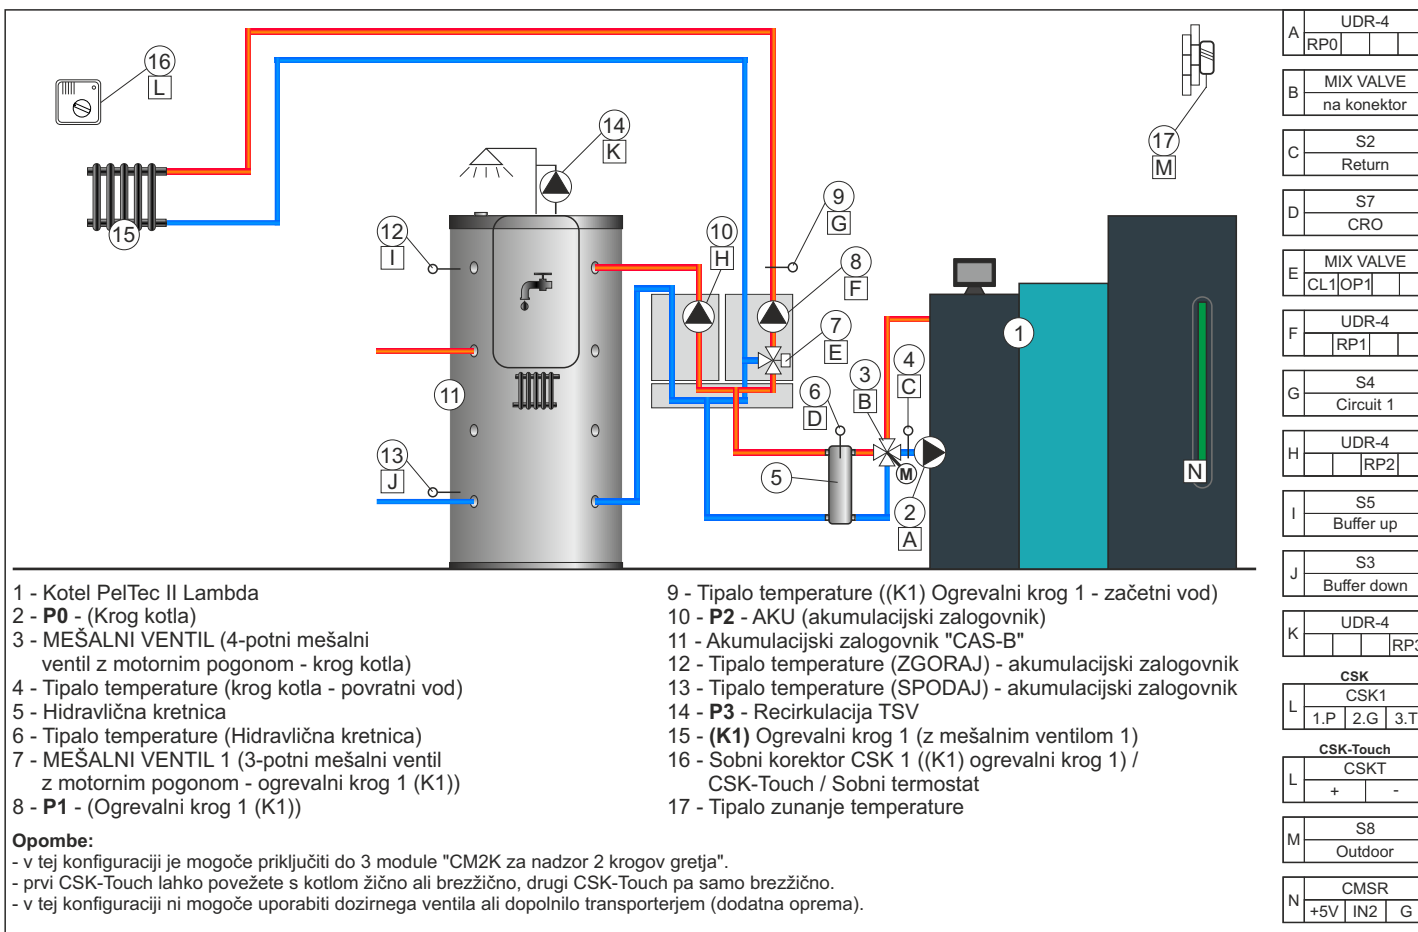 16
L
15
14
K
12
I
10
H
9
G
8
F
7
E
17
M
1
11
13
J
6
D
3
B
4
C
M
5
2
A
N
1 - Kotel PelTec II Lambda
2 - P0 - (Krog kotla)
3 - MEŠALNI VENTIL (4-potni mešalni
ventil z motornim pogonom - krog kotla)
4 - Tipalo temperature (krog kotla - povratni vod)
5 - Hidravlična kretnica
6 - Tipalo temperature (Hidravlična kretnica)
7 - MEŠALNI VENTIL 1 (3-potni mešalni ventil
z motornim pogonom - ogrevalni krog 1 (K1))
8 - P1 - (Ogrevalni krog 1 (K1))
9 - Tipalo temperature ((K1) Ogrevalni krog 1 - začetni vod)
10 - P2 - AKU (akumulacijski zalogovnik)
11 - Akumulacijski zalogovnik "CAS-B"
12 - Tipalo temperature (ZGORAJ) - akumulacijski zalogovnik
13 - Tipalo temperature (SPODAJ) - akumulacijski zalogovnik
14 - P3 - Recirkulacija TSV
15 - (K1) Ogrevalni krog 1 (z mešalnim ventilom 1)
16 - Sobni korektor CSK 1 ((K1) ogrevalni krog 1) /
CSK-Touch / Sobni termostat
17 - Tipalo zunanje temperature
Opombe:
- v tej konfiguraciji je mogoče priključiti do 3 module "CM2K za nadzor 2 krogov gretja".
- prvi CSK-Touch lahko povežete s kotlom žično ali brezžično, drugi CSK-Touch pa samo brezžično.
- v tej konfiguraciji ni mogoče uporabiti dozirnega ventila ali dopolnilo transporterjem (dodatna oprema).
A UDR-4
RP0
B MIX VALVE
na konektor
C S2
Return
D S7
CRO
E MIX VALVE
CL1 OP1
F UDR-4
RP1
G S4
Circuit 1
H UDR-4
RP2
I S5
Buffer up
J S3
Buffer down
K UDR-4
RP3
CSK
L CSK1
1.P 2.G 3.T
CSK-Touch
L CSKT
+ -
M S8
Outdoor
N CMSR
+5V IN2 G